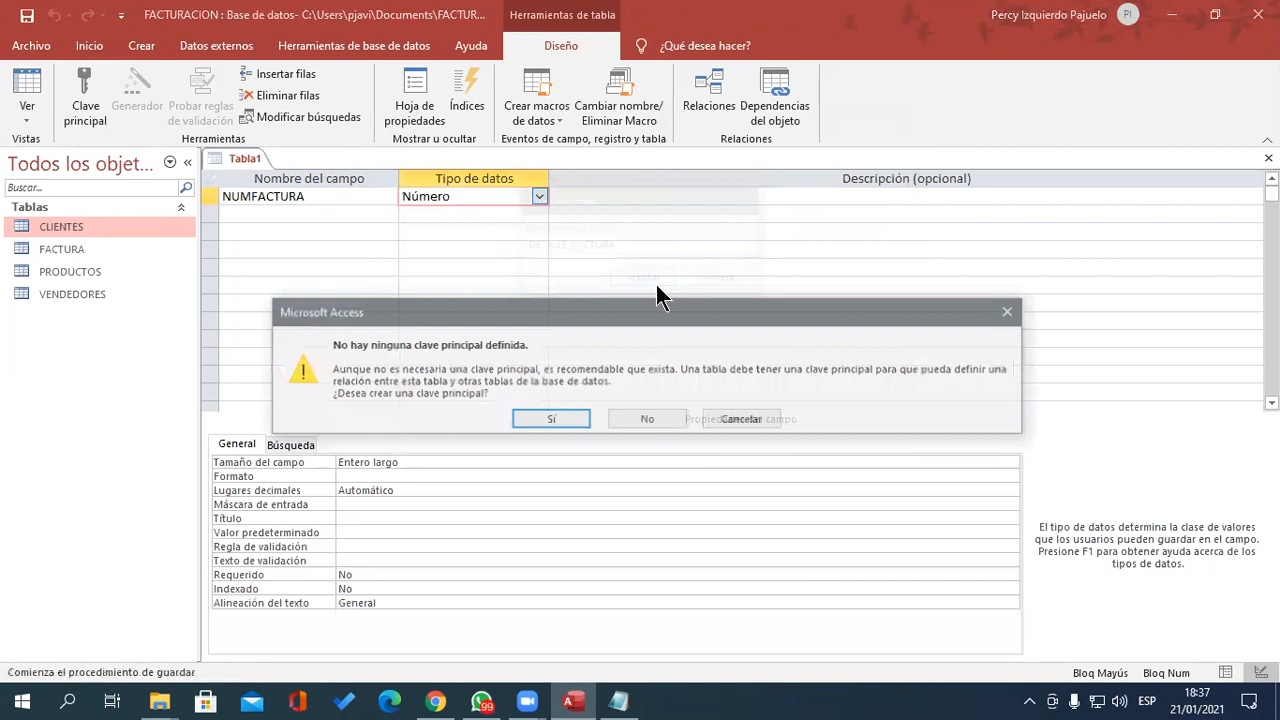 FACTURACION : Base de datos- C:\Users\pjavi\Documents\FACTUR...
Herramientas de tabla
Percy Izquierdo Pajuelo
PI
Archivo
Inicio
Crear
Datos externos
Herramientas de base de datos
Ayuda
Diseño
¿Qué desea hacer?
Ver
Clave principal
Generador
Probar reglas de validación
Insertar filas
Eliminar filas
Modificar búsquedas
Hoja de propiedades
Índices
Crear macros de datos
Cambiar nombre/ Eliminar Macro
Relaciones
Dependencias del objeto
Vistas
Herramientas
Mostrar u ocultar
Eventos de campo, registro y tabla
Relaciones
Todos los objet...
Buscar...
Tablas
CLIENTES
FACTURA
PRODUCTOS
VENDEDORES
Tabla1
Nombre del campo
Tipo de datos
Descripción (opcional)
NUMFACTURA
Número
Microsoft Access
No hay ninguna clave principal definida.
Aunque no es necesaria una clave principal, es recomendable que exista. Una tabla debe tener una clave principal para que pueda definir una
relación entre esta tabla y otras tablas de la base de datos.
¿Desea crear una clave principal?
Sí
No
Cancelar
Propiedades del campo
General
Búsqueda
Tamaño del campo Entero largo
Formato
Lugares decimales Automático
Máscara de entrada
Título
Valor predeterminado
Regla de validación
Texto de validación
Requerido No
Indexado No
Alineación del texto General
El tipo de datos determina la clase de valores
que los usuarios pueden guardar en el campo.
Presione F1 para obtener ayuda acerca de los
tipos de datos.
Comienza el procedimiento de guardar
Bloq Mayús
Bloq Num
99
ESP
18:37
21/01/2021